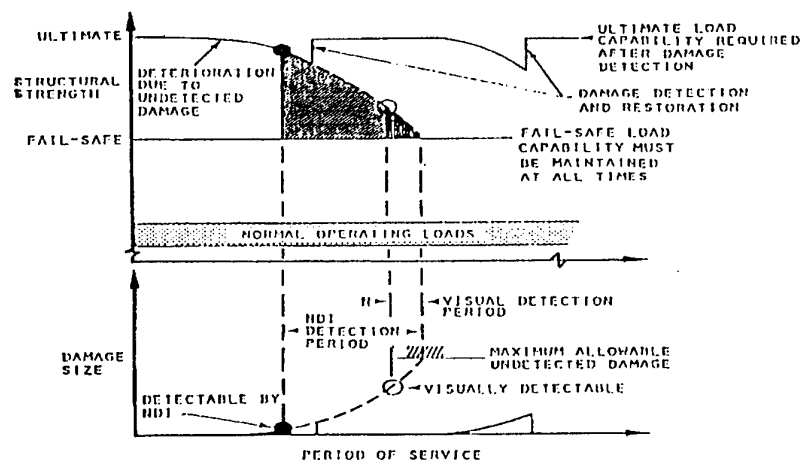 ULTIMATE
STRUCTURAL
STRENGTH
DETERIORATION
DUE TO
UNDETECTED
DAMAGE
ULTIMATE LOAD
CAPABILITY REQUIRED
AFTER DAMAGE
DETECTION
DAMAGE DETECTION
AND RESTORATION
FAIL-SAFE
FAIL-SAFE LOAD
CAPABILITY MUST
BE MAINTAINED
AT ALL TIMES
NORMAL OPERATING LOADS
N
VISUAL DETECTION
PERIOD
NDI
DETECTION
PERIOD
DAMAGE
SIZE
MAXIMUM ALLOWABLE
UNDETECTED DAMAGE
VISUALLY DETECTABLE
DETECTABLE BY
NDI
PERIOD OF SERVICE